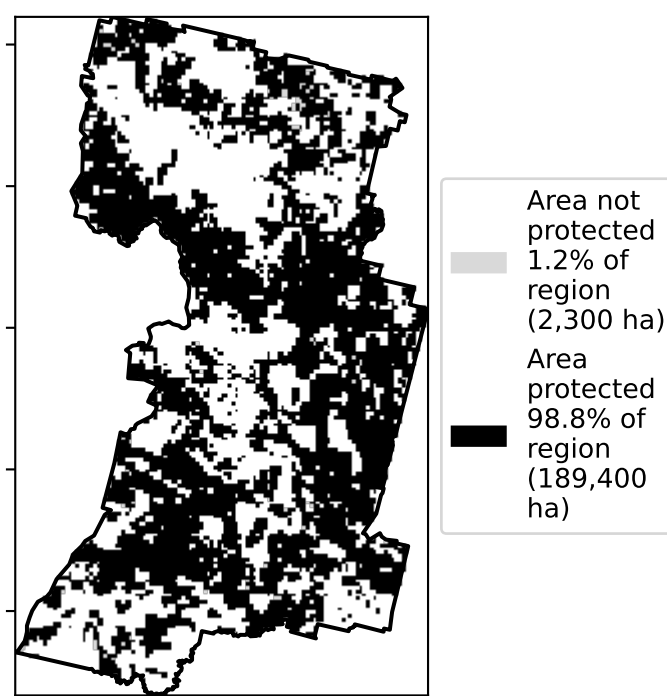 Area not
protected
1.2% of
region
(2,300 ha)
Area
protected
98.8% of
region
(189,400
ha)